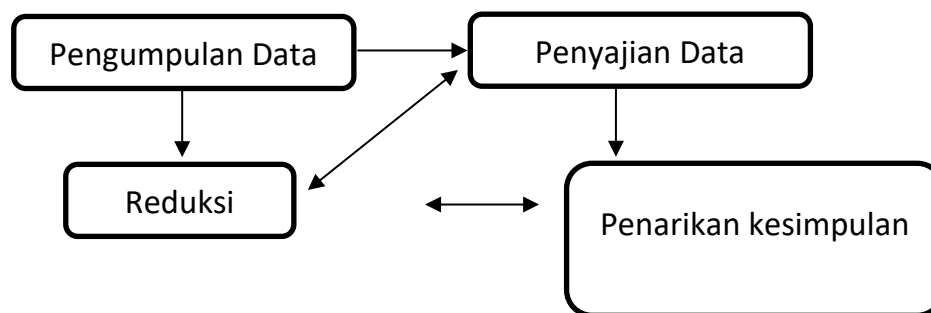 Pengumpulan Data
Penyajian Data
Reduksi
Penarikan kesimpulan